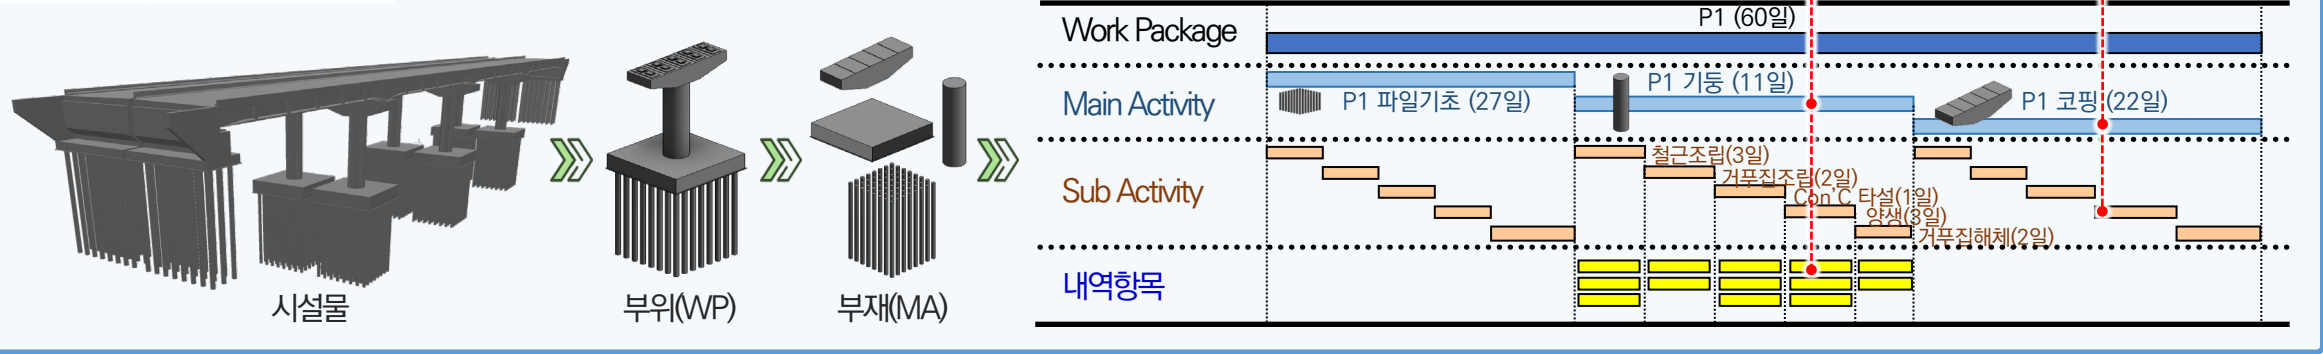 시설물
부위(WP)
부재(MA)
Work Package
P1 (60일)
Main Activity
P1 파일기초 (27일)
P1 기둥 (11일)
P1 코핑 (22일)
Sub Activity
철근조립(3일)
거푸집조립(2일)
Con'C 타설(1일)
양생(3일)
거푸집해체(2일)
내역항목